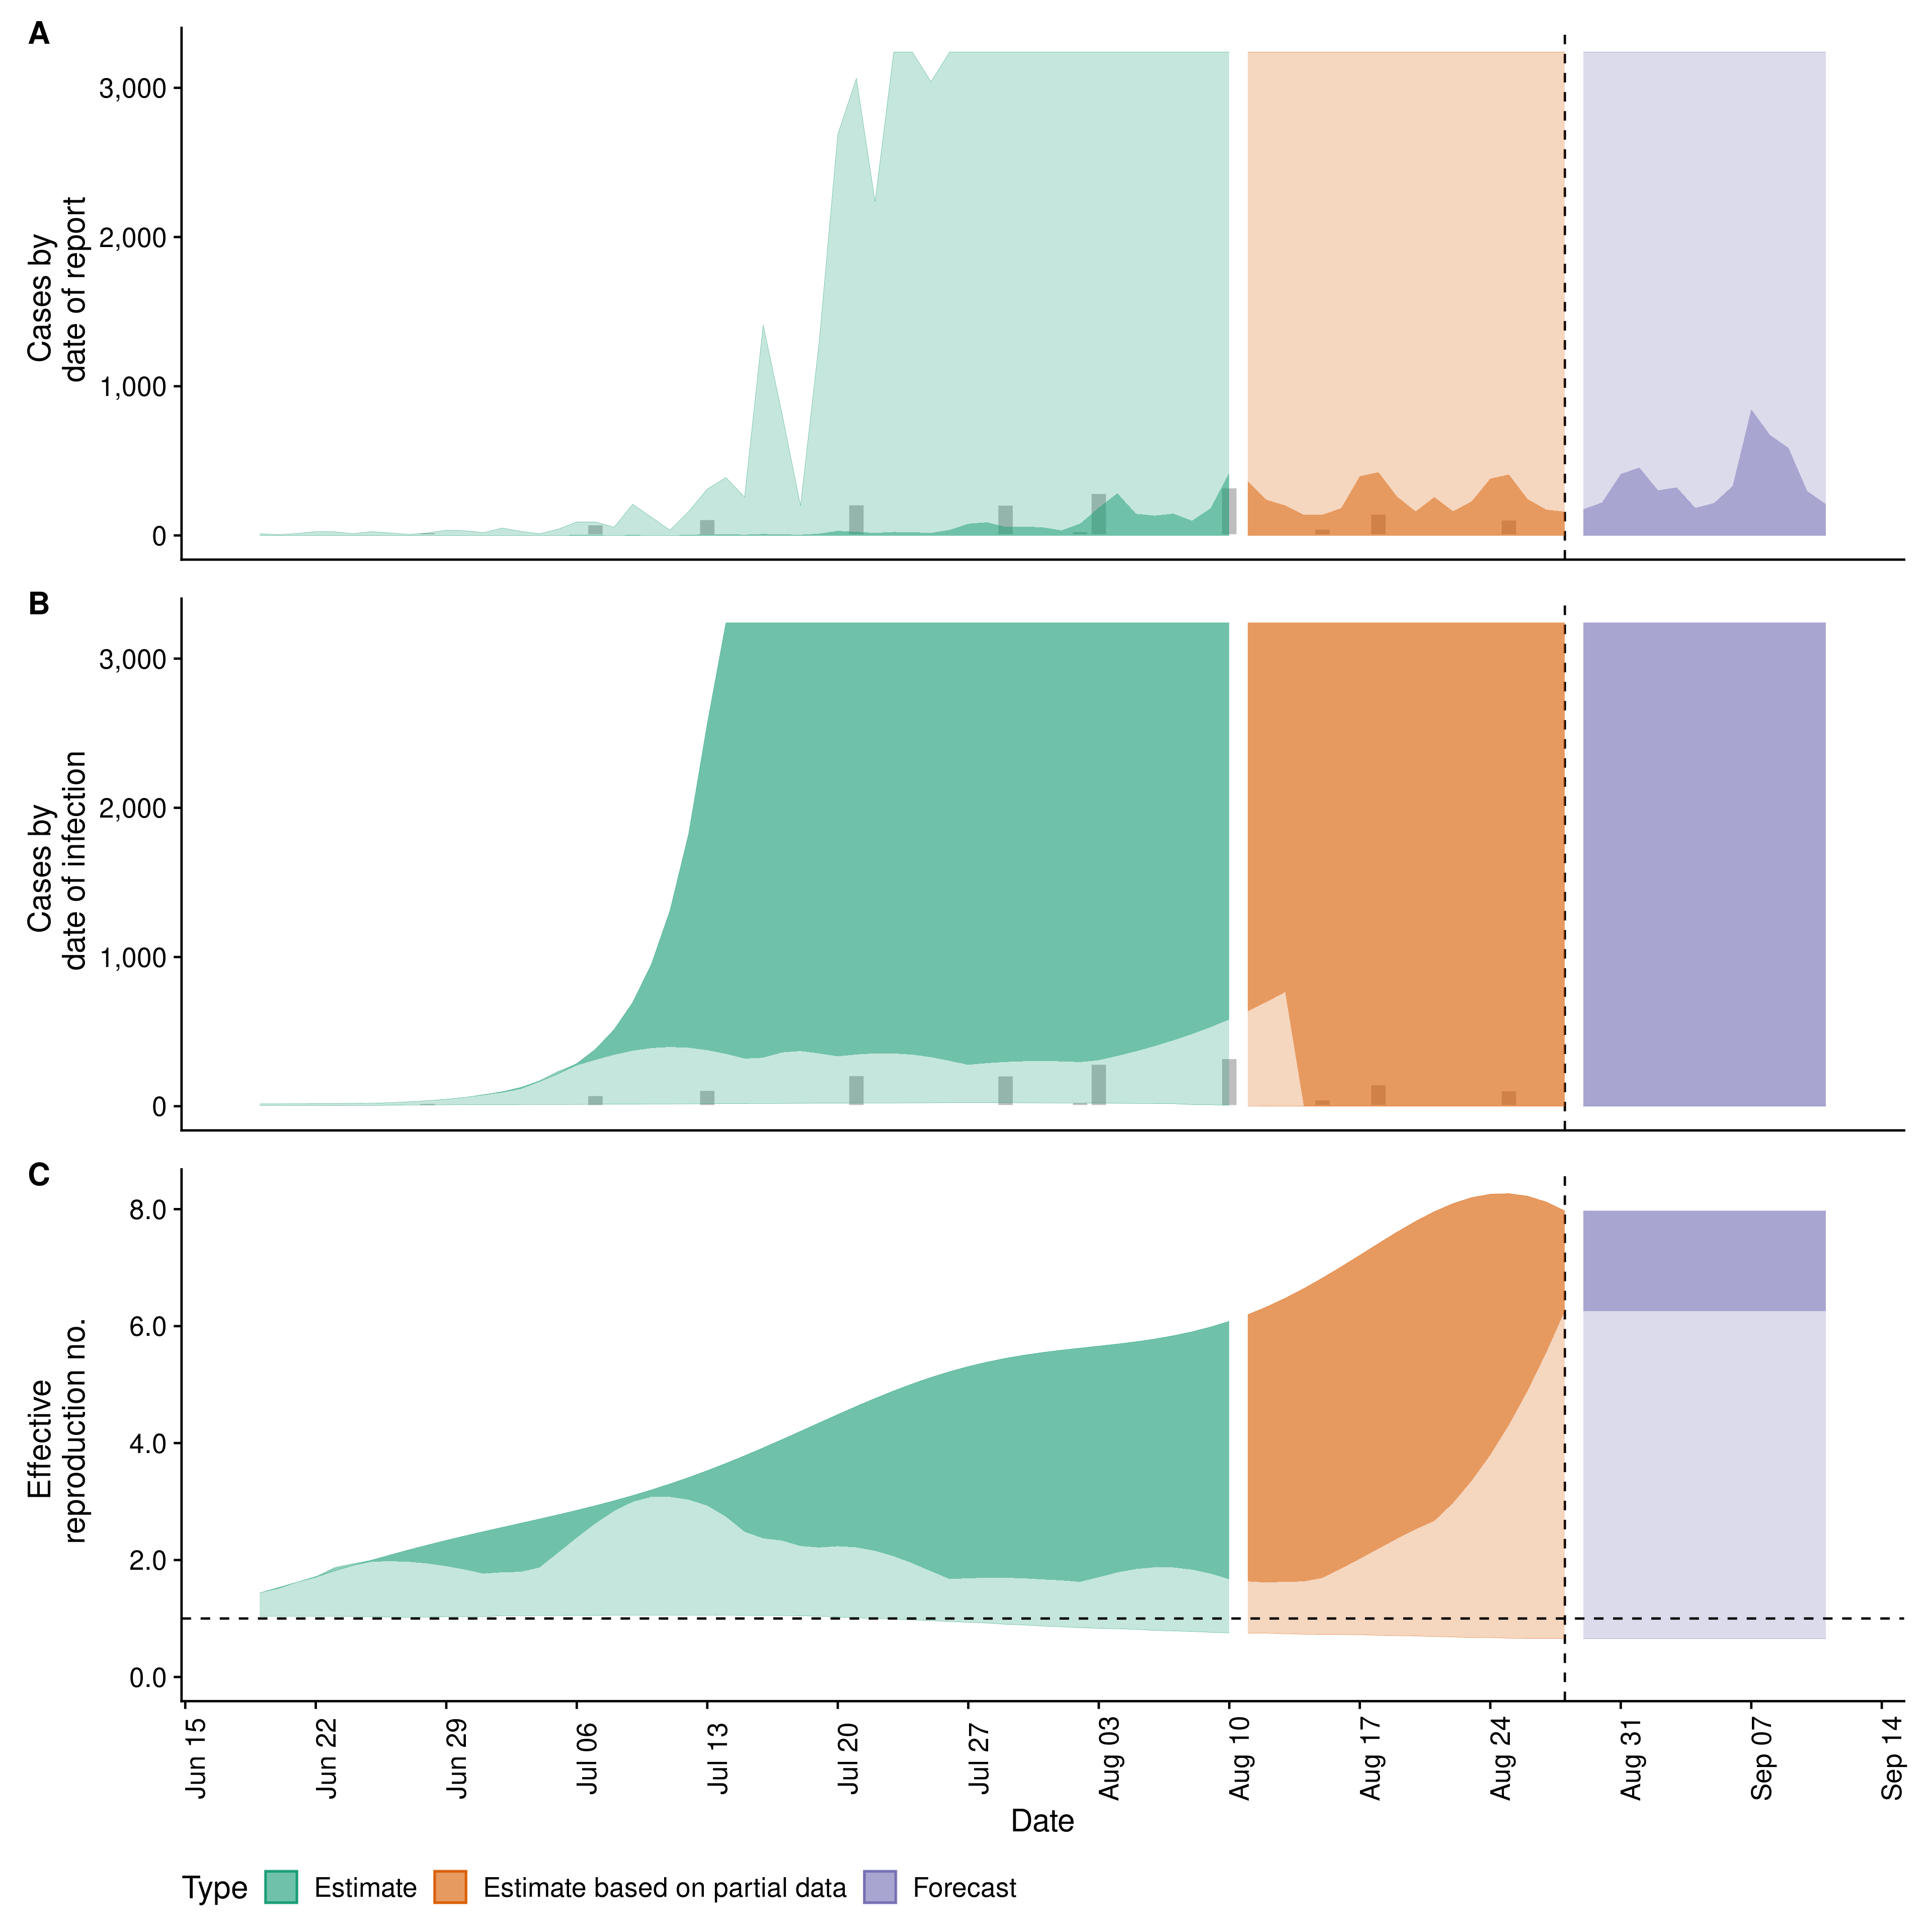 A
Cases by
date of report
3,000
2,000
1,000
0
B
Cases by
date of infection
3,000
2,000
1,000
0
C
Effective
reproduction no.
8.0
6.0
4.0
2.0
0.0
Jun 15
Jun 22
Jun 29
Jul 06
Jul 13
Jul 20
Jul 27
Aug 03
Aug 10
Aug 17
Aug 24
Aug 31
Sep 07
Sep 14
Date
Type Estimate Estimate based on partial data Forecast